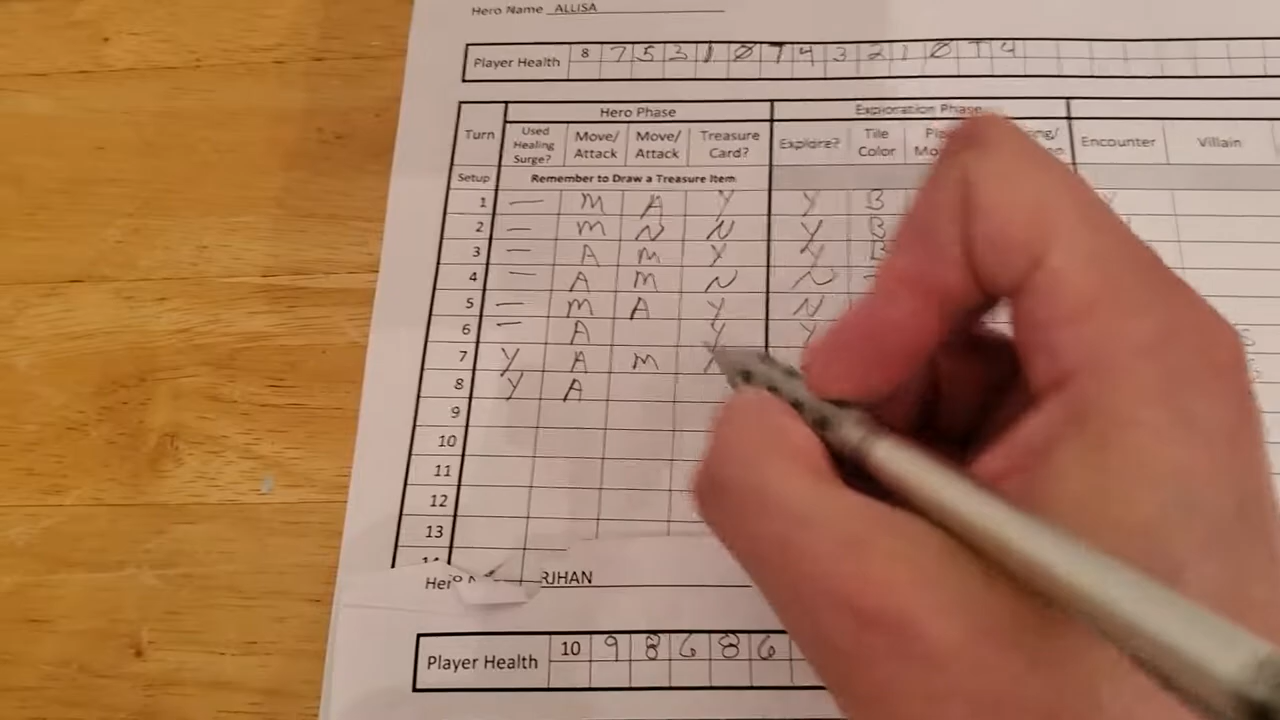 Hero Name ALLISA
Player Health 8 7 5 3 1 0 7 4 3 2 1 0 T 4
Hero Phase Exploration Phase
Turn Used Healing Surge? Move/Attack Move/Attack Treasure Card? Explore? Tile Color Encounter Villain
Setup Remember to Draw a Treasure Item
1 — M A Y Y B Y
2 — M N N Y B
3 — A M Y Y B
4 — A M N N
5 — M A Y N
6 — A Y Y
7 Y A M
8 Y A
9
10
11
12
13
RJHAN
Player Health 10 9 8 6 8 6